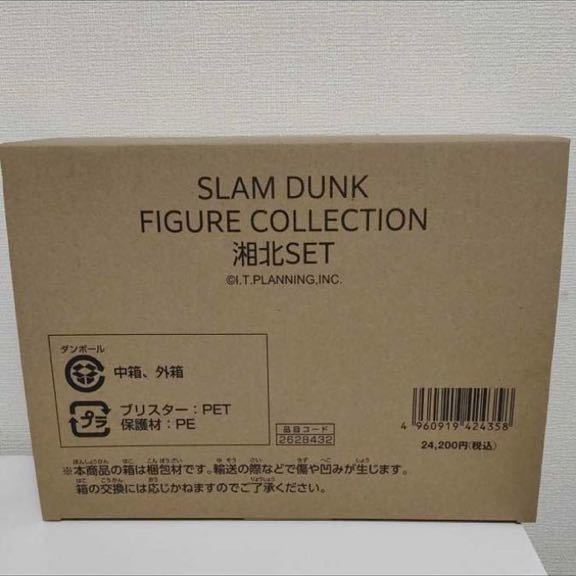 SLAM DUNK
FIGURE COLLECTION
湘北SET
©I.T.PLANNING,INC.
ダンボール
中箱、外箱
プラ
ブリスター：PET
保護材：PE
品目コード
2628432
4 960919 424358
24,200円(税込)
※本商品の箱は梱包材です。輸送の際などで傷や凹みが生じます。
箱の交換には応じかねますのでご了承ください。